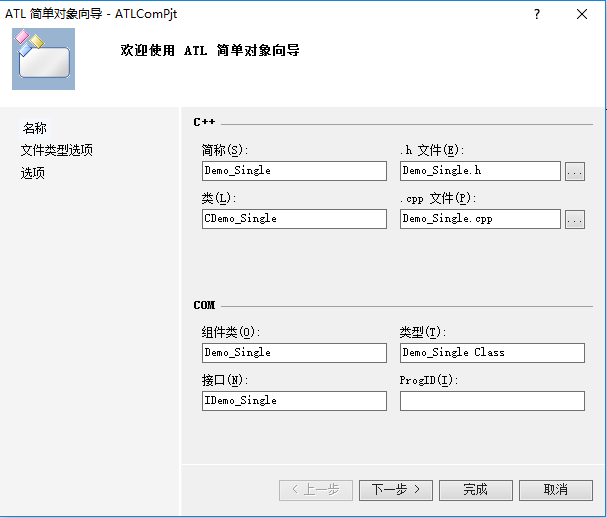 ATL 简单对象向导 - ATLComPjt
?
欢迎使用 ATL 简单对象向导
名称
文件类型选项
选项
C++
简称(S):
.h 文件(E):
Demo_Single
Demo_Single.h
...
类(L):
.cpp 文件(P):
CDemo_Single
Demo_Single.cpp
...
COM
组件类(O):
类型(T):
Demo_Single
Demo_Single Class
接口(N):
ProgID(I):
IDemo_Single
< 上一步
下一步 >
完成
取消